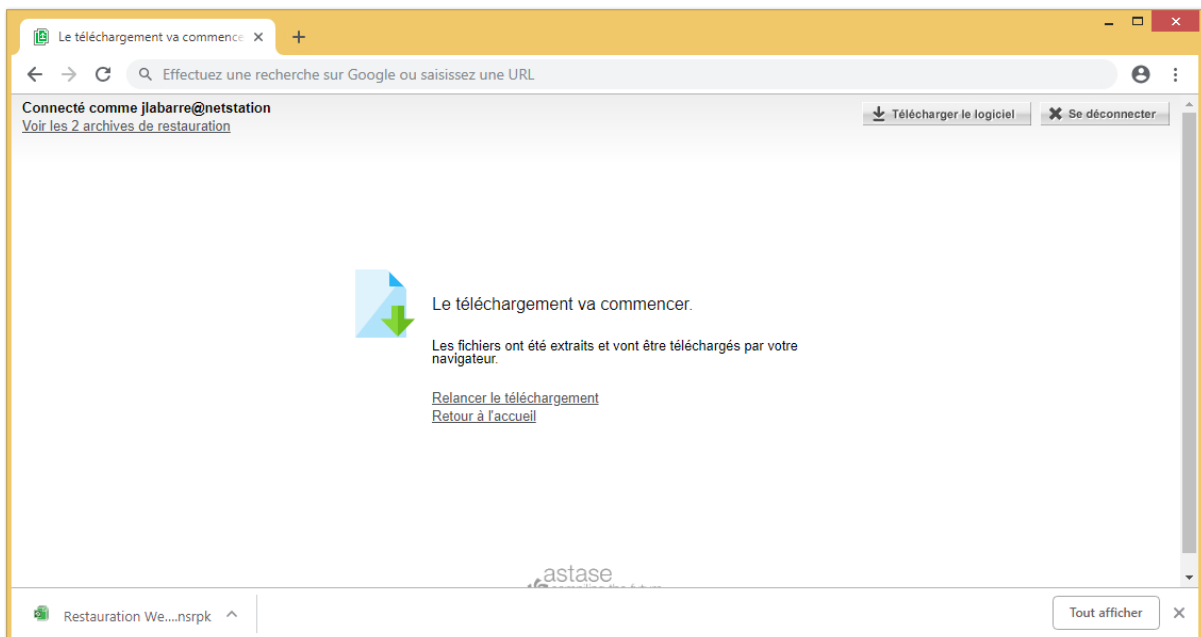 Le téléchargement va commence
Effectuez une recherche sur Google ou saisissez une URL
Connecté comme jlabarre@netstation
Voir les 2 archives de restauration
Télécharger le logiciel
Se déconnecter
Le téléchargement va commencer.
Les fichiers ont été extraits et vont être téléchargés par votre
navigateur.
Relancer le téléchargement
Retour à l'accueil
astase
Restauration We....nsrpk
Tout afficher